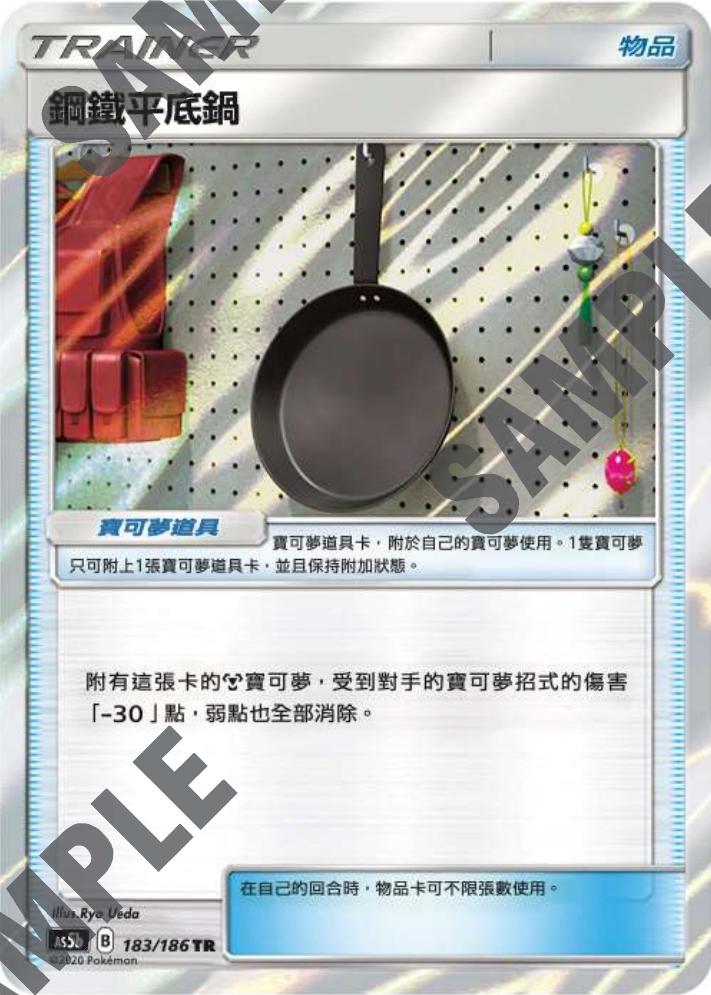 TRAINER
物品
鋼鐵平底鍋
寶可夢道具
寶可夢道具卡，附於自己的寶可夢使用。1隻寶可夢
只可附上1張寶可夢道具卡，並且保持附加狀態。
附有這張卡的寶可夢，受到對手的寶可夢招式的傷害
「-30」點，弱點也全部消除。
在自己的回合時，物品卡可不限張數使用。
Illus.Ryo Ueda
AS5b B 183/186 TR
©2020 Pokémon
SAMPLE
SAMPLE
SAMPLE